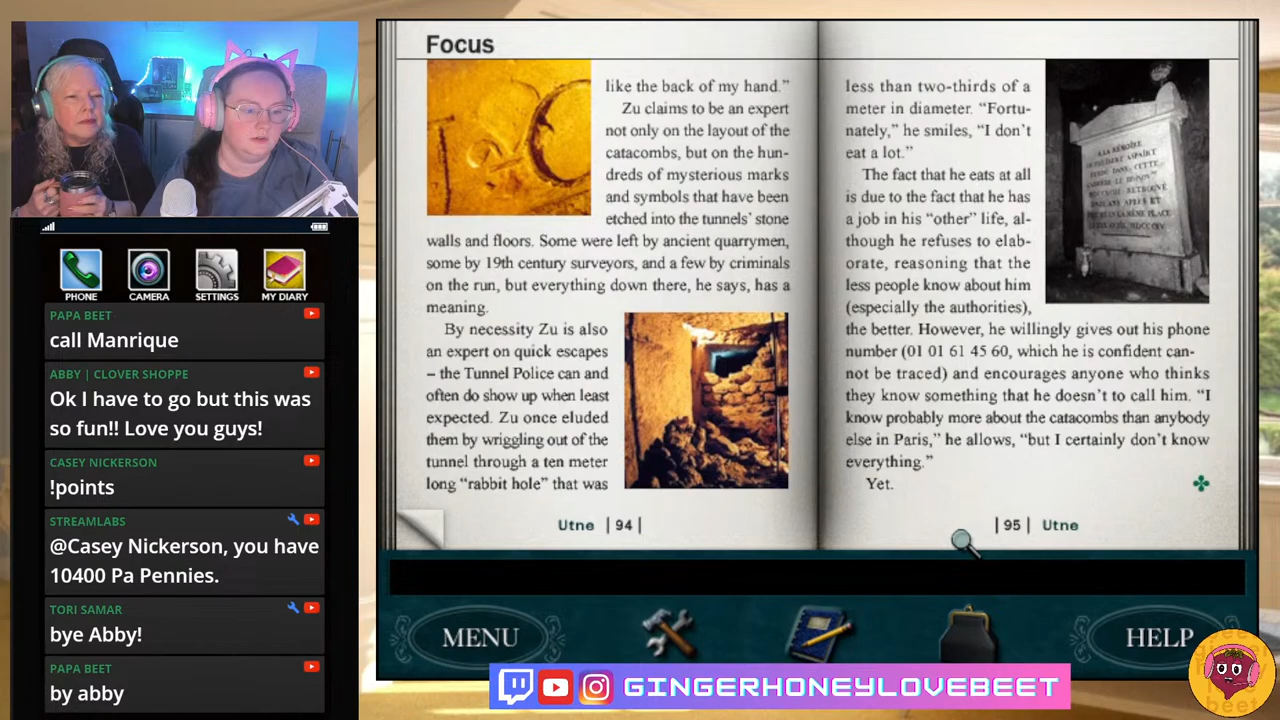 PHONE
CAMERA
SETTINGS
MY DIARY
PAPA BEET
call Manrique
ABBY | CLOVER SHOPPE
Ok I have to go but this was
so fun!! Love you guys!
CASEY NICKERSON
!points
STREAMLABS
@Casey Nickerson, you have
10400 Pa Pennies.
TORI SAMAR
bye Abby!
PAPA BEET
by abby
Focus
like the back of my hand."
Zu claims to be an expert
not only on the layout of the
catacombs, but on the hun-
dreds of mysterious marks
and symbols that have been
etched into the tunnels' stone
walls and floors. Some were left by ancient quarrymen,
some by 19th century surveyors, and a few by criminals
on the run, but everything down there, he says, has a
meaning.
By necessity Zu is also
an expert on quick escapes
– the Tunnel Police can and
often do show up when least
expected. Zu once eluded
them by wriggling out of the
tunnel through a ten meter
long "rabbit hole" that was
Utne |94|
less than two-thirds of a
meter in diameter. "Fortu-
nately," he smiles, "I don't
eat a lot."
The fact that he eats at all
is due to the fact that he has
a job in his "other" life, al-
though he refuses to elab-
orate, reasoning that the
less people know about him
(especially the authorities),
the better. However, he willingly gives out his phone
number (01 01 61 45 60, which he is confident can-
not be traced) and encourages anyone who thinks
they know something that he doesn't to call him. "I
know probably more about the catacombs than anybody
else in Paris," he allows, "but I certainly don't know
everything."
Yet.
|95| Utne
MENU
HELP
GINGERHONEYLOVEBEET